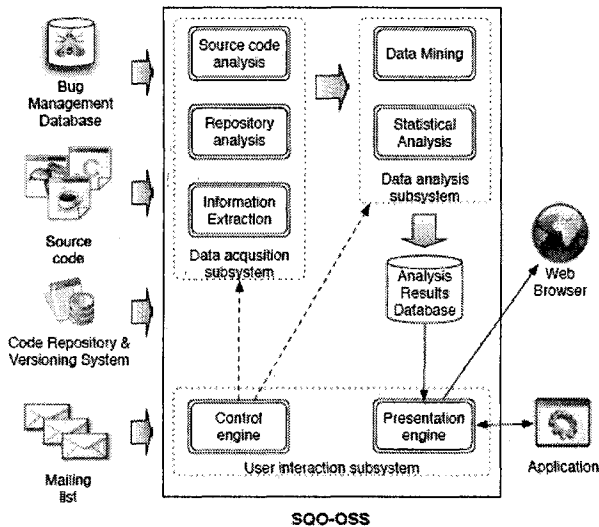 Bug
Management
Database
Source
code
Code Repository &
Versioning System
Mailing
list
Source code
analysis
Repository
analysis
Information
Extraction
Data acqusition
subsystem
Data Mining
Statistical
Analysis
Data analysis
subsystem
Analysis
Results
Database
Control
engine
Presentation
engine
User interaction subsystem
Web
Browser
Application
SQO-OSS